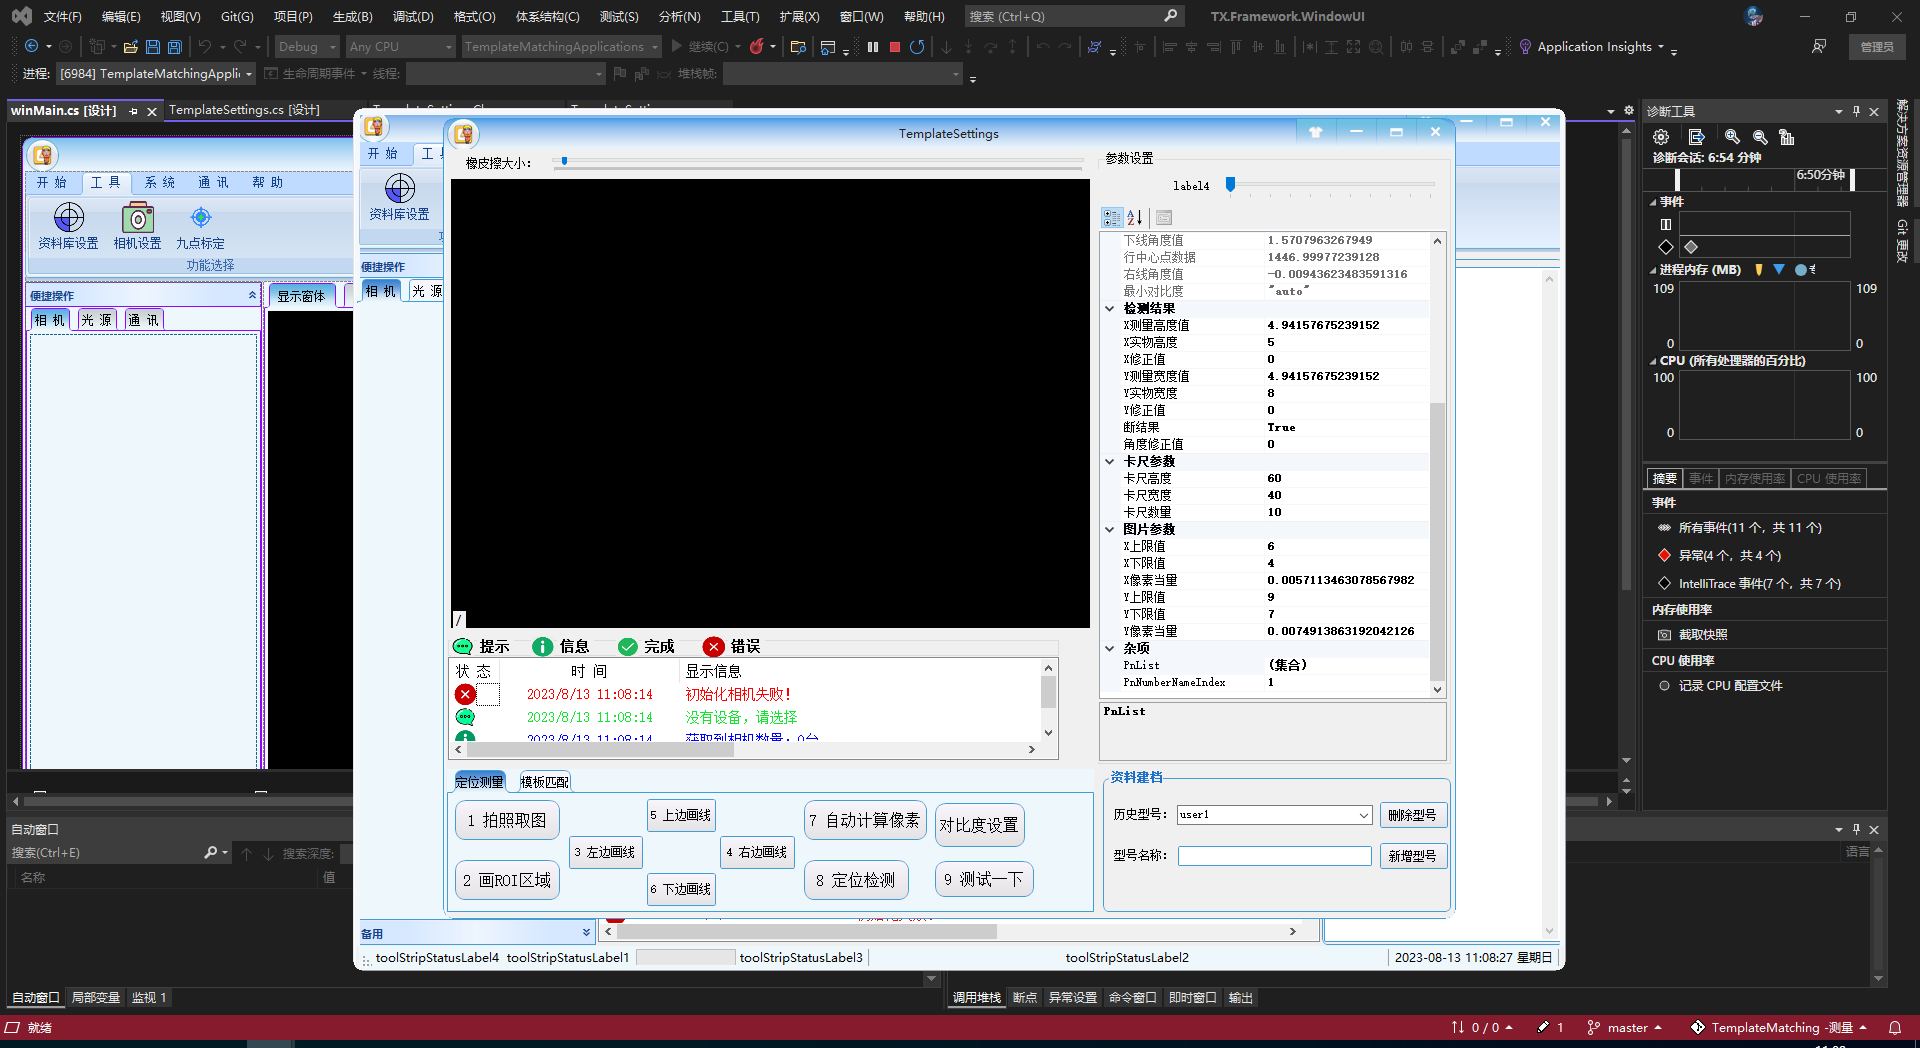 文件(F) 编辑(E) 视图(V) Git(G) 项目(P) 生成(B) 调试(D) 格式(O) 体系结构(C) 测试(S) 分析(N) 工具(T) 扩展(X) 窗口(W) 帮助(H) 搜索 (Ctrl+Q) TX.Framework.WindowUI
Debug Any CPU TemplateMatchingApplications 继续(C) Application Insights 管理员
进程: [6984] TemplateMatchingAppli 生命周期事件 线程: 堆栈帧:
winMain.cs [设计] TemplateSettings.cs [设计]
开 始 工 具 系 统 通 讯 帮 助
资料库设置 相机设置 九点标定
功能选择
便捷操作
相 机 光 源 通 讯
显示窗体
开 始
资料库设置
便捷操作
相 机 光 源
TemplateSettings
橡皮擦大小:
/
提示 信息 完成 错误
状 态 时 间 显示信息
2023/8/13 11:08:14 初始化相机失败!
2023/8/13 11:08:14 没有设备, 请选择
2023/8/13 11:08:14 获取到相机数量: 0台
定位测量 模板匹配
1 拍照取图
2 画ROI区域
3 左边画线
5 上边画线
6 下边画线
4 右边画线
7 自动计算像素
8 定位检测
对比度设置
9 测试一下
参数设置
label4
下线角度值 1.5707963267949
行中心点数据 1446.99977239128
右线角度值 -0.00943623483591316
最小对比度 "auto"
检测结果
X测量高度值 4.94157675239152
X实物高度 5
X修正值 0
Y测量宽度值 4.94157675239152
Y实物宽度 8
Y修正值 0
断结果 True
角度修正值 0
卡尺参数
卡尺高度 60
卡尺宽度 40
卡尺数量 10
图片参数
X上限值 6
X下限值 4
X像素当量 0.0057113463078567982
Y上限值 9
Y下限值 7
Y像素当量 0.0074913863192042126
杂项
PnList (集合)
PnNumberNameIndex 1
PnList
资料建档
历史型号: user1 删除型号
型号名称: 新增型号
备用
toolStripStatusLabel4 toolStripStatusLabel1 toolStripStatusLabel3 toolStripStatusLabel2 2023-08-13 11:08:27 星期日
诊断工具
诊断会话: 6:54 分钟
6:50分钟
事件
进程内存 (MB)
109 109
0 0
CPU (所有处理器的百分比)
100 100
0 0
摘要 事件 内存使用率 CPU 使用率
事件
所有事件(11 个, 共 11 个)
异常(4 个, 共 4 个)
IntelliTrace 事件(7 个, 共 7 个)
内存使用率
截取快照
CPU 使用率
记录 CPU 配置文件
解决方案资源管理器
Git 更改
自动窗口
搜索(Ctrl+E) 搜索深度:
名称 值
语言
自动窗口 局部变量 监视 1
调用堆栈 断点 异常设置 命令窗口 即时窗口 输出
就绪
0 / 0 1 master TemplateMatching -测量